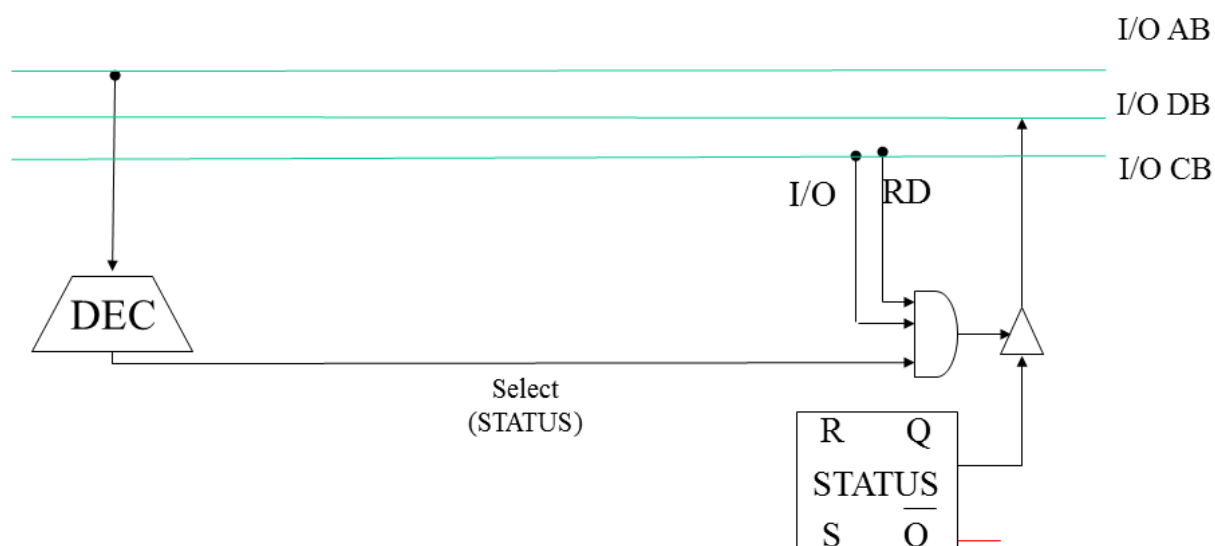 I/O AB
I/O DB
I/O CB
I/O
RD
DEC
Select
(STATUS)
R Q
STATUS
S Q̅